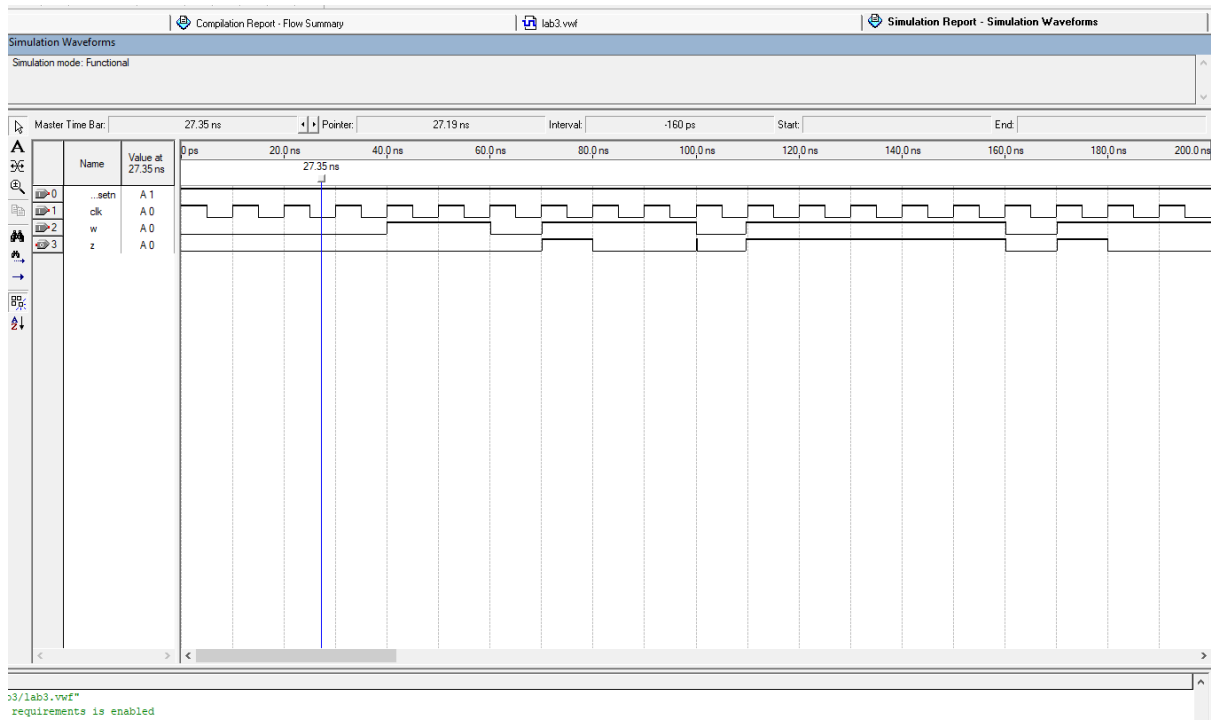 Compilation Report - Flow Summary
lab3.vwf
Simulation Report - Simulation Waveforms
Simulation Waveforms
Simulation mode: Functional
Master Time Bar: 27.35 ns Pointer: 27.19 ns Interval: -160 ps Start: End:
Name Value at 27.35 ns
0 ps 20.0 ns 40.0 ns 60.0 ns 80.0 ns 100.0 ns 120.0 ns 140.0 ns 160.0 ns 180.0 ns 200.0 ns
27.35 ns
0 ...setn A 1
1 clk A 0
2 w A 0
3 z A 0
b3/lab3.vwf"
requirements is enabled